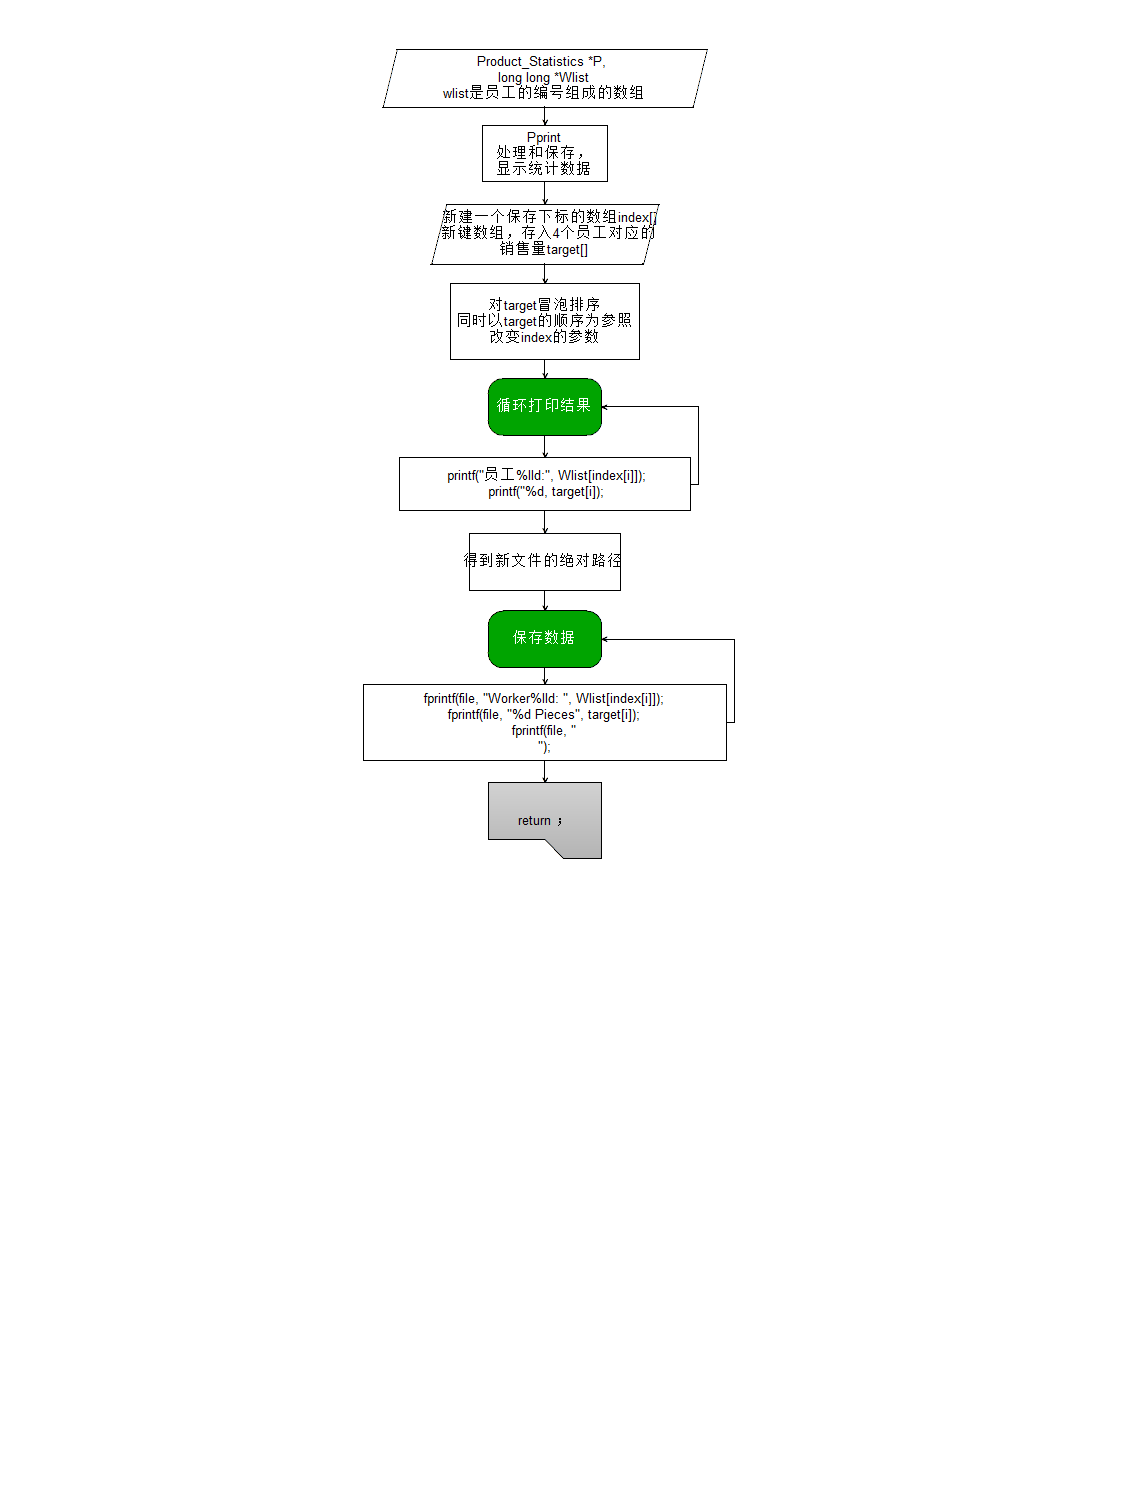 Product_Statistics *P,
long long *Wlist
wlist是员工的编号组成的数组
Pprint
处理和保存，
显示统计数据
新建一个保存下标的数组index[]
新键数组，存入4个员工对应的
销售量target[]
对target冒泡排序
同时以target的顺序为参照
改变index的参数
循环打印结果
printf("员工%lld:", Wlist[index[i]]);
printf("%d, target[i]);
得到新文件的绝对路径
保存数据
fprintf(file, "Worker%lld: ", Wlist[index[i]]);
fprintf(file, "%d Pieces", target[i]);
fprintf(file, "
");
return ；